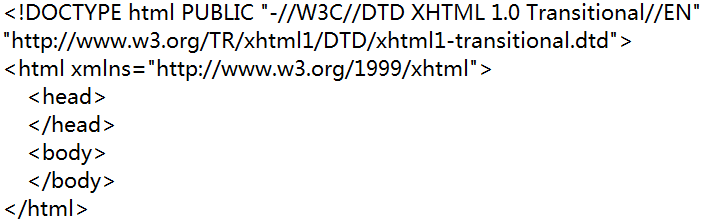 <!DOCTYPE html PUBLIC "-//W3C//DTD XHTML 1.0 Transitional//EN"
"http://www.w3.org/TR/xhtml1/DTD/xhtml1-transitional.dtd">
<html xmlns="http://www.w3.org/1999/xhtml">
    <head>
    </head>
    <body>
    </body>
</html>